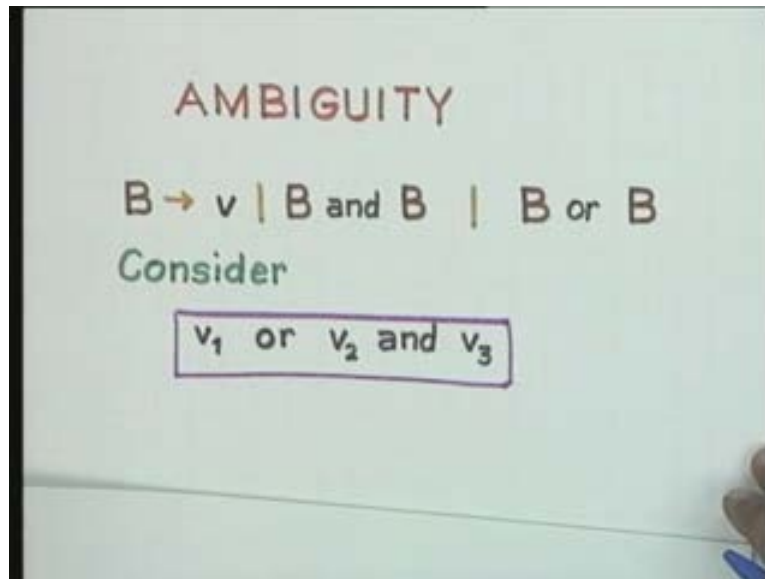 AMBIGUITY
B → v | B and B | B or B
Consider
v₁ or v₂ and v₃